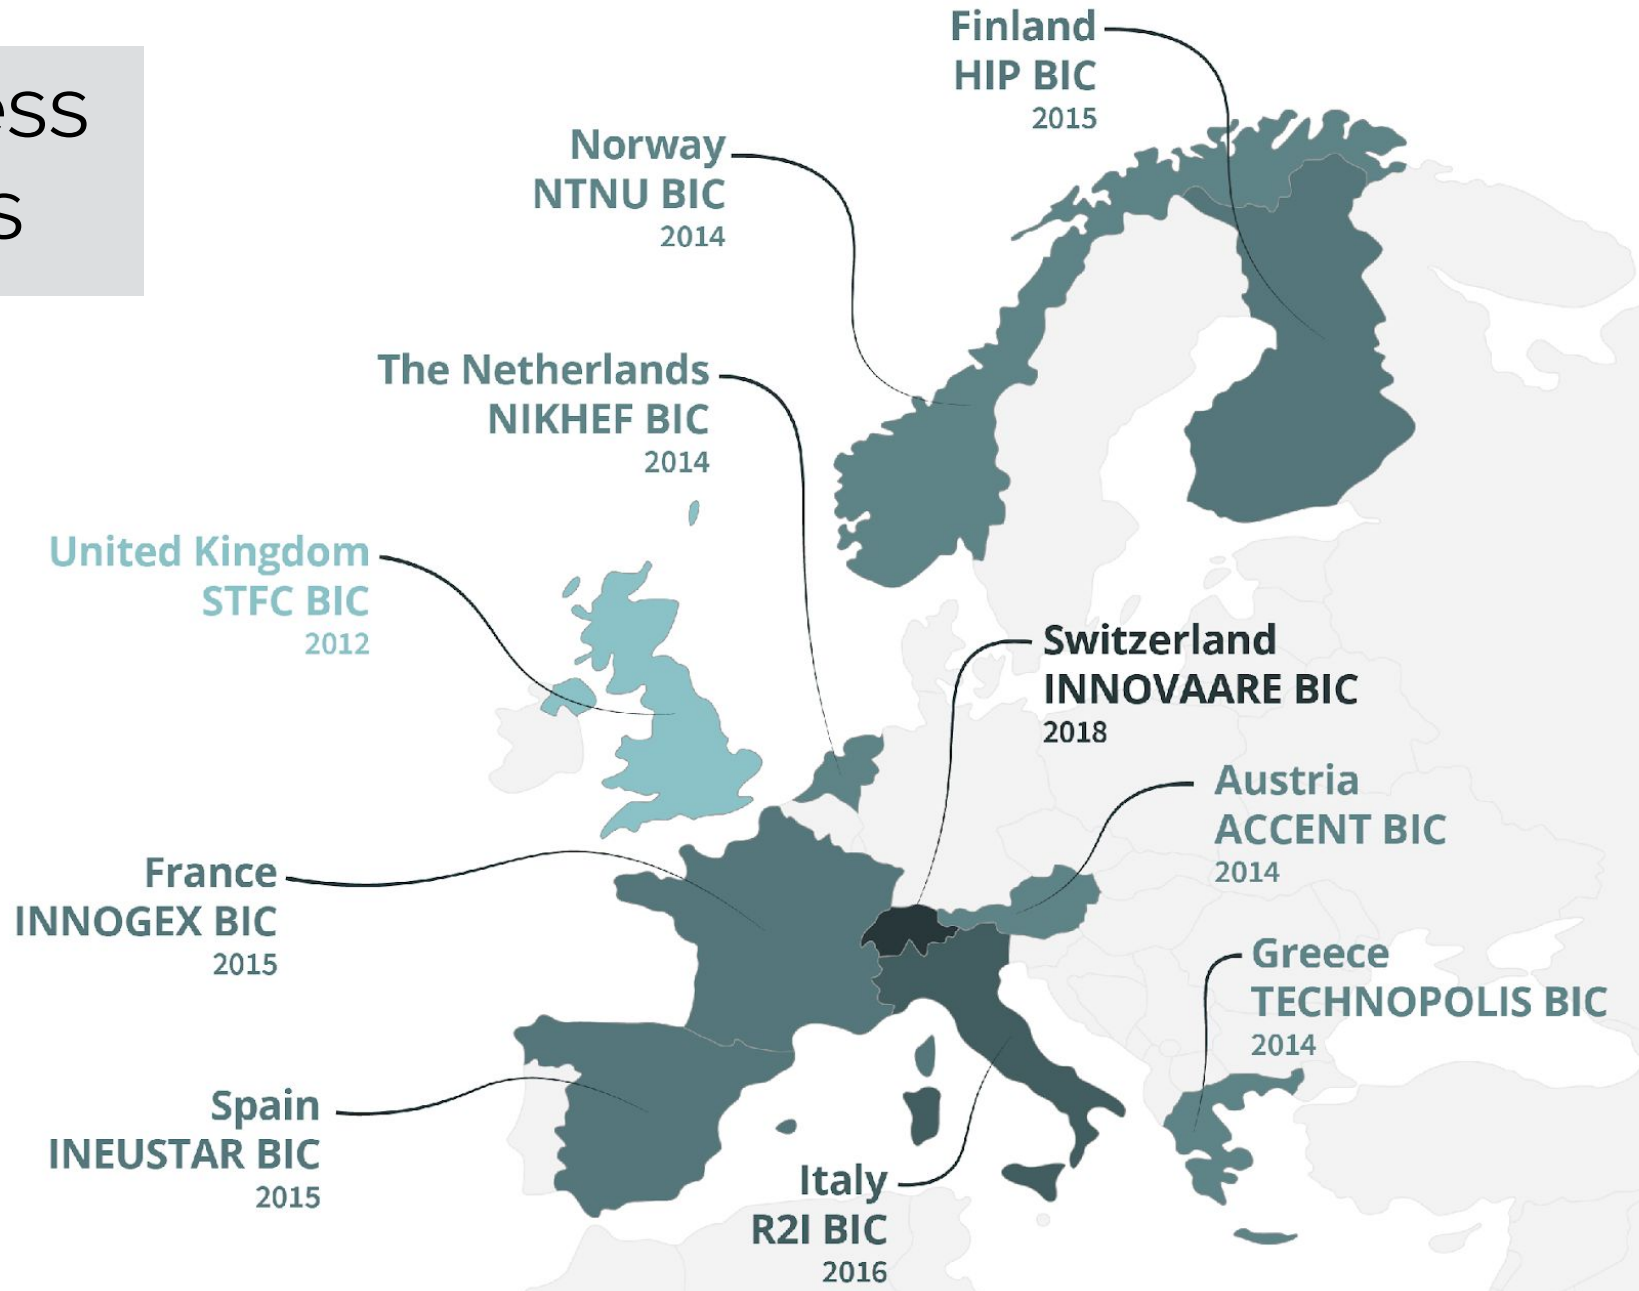 Finland
HIP BIC
2015
Norway
NTNU BIC
2014
The Netherlands
NIKHEF BIC
2014
United Kingdom
STFC BIC
2012
Switzerland
INNOVAARE BIC
2018
Austria
ACCENT BIC
2014
France
INNOGEX BIC
2015
Greece
TECHNOPOLIS BIC
2014
Spain
INEUSTAR BIC
2015
Italy
R2I BIC
2016